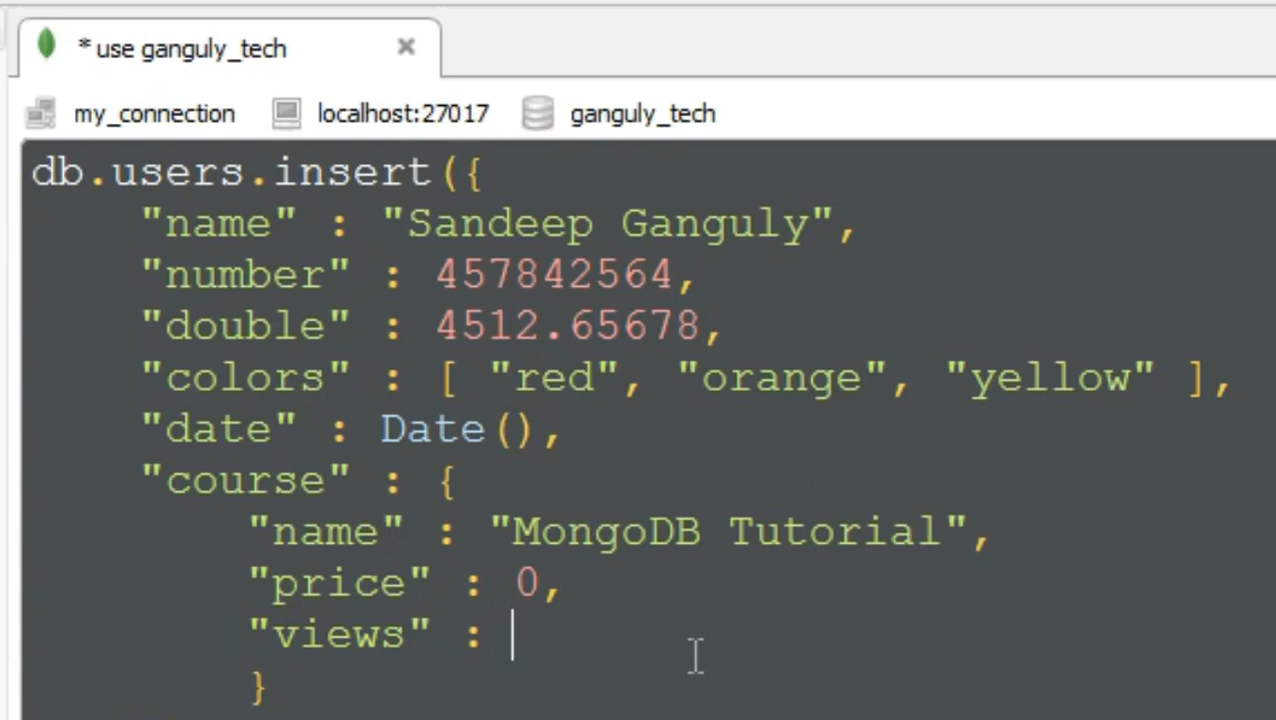 * use ganguly_tech
my_connection localhost:27017 ganguly_tech
db.users.insert({
"name" : "Sandeep Ganguly",
"number" : 457842564,
"double" : 4512.65678,
"colors" : [ "red", "orange", "yellow" ],
"date" : Date(),
"course" : {
"name" : "MongoDB Tutorial",
"price" : 0,
"views" :
}